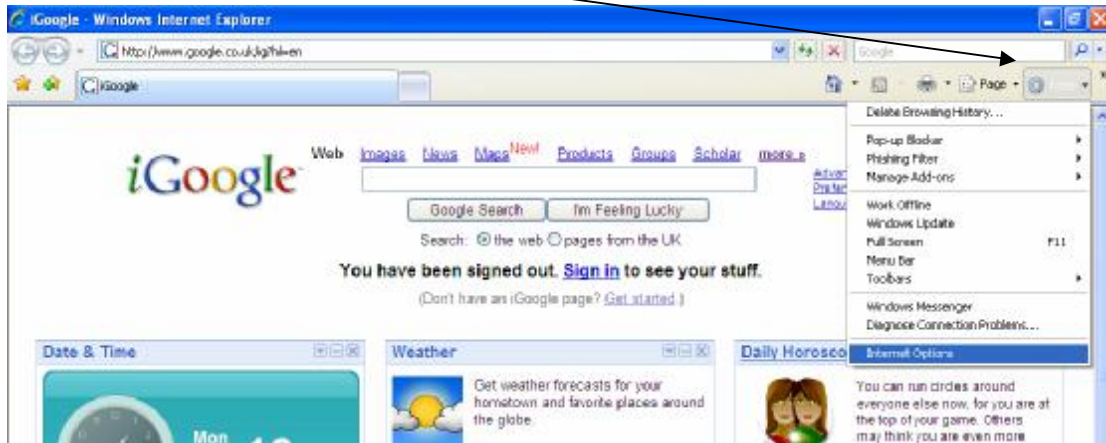 iGoogle - Windows Internet Explorer
http://www.google.co.uk/ig?hl=en
Google
iGoogle
Page
Delete Browsing History...
Pop-up Blocker
Phishing Filter
Manage Add-ons
Work Offline
Windows Update
Full Screen F11
Menu Bar
Toolbars
Windows Messenger
Diagnose Connection Problems...
Internet Options
iGoogle
Web Images News Maps New! Products Groups Scholar more »
Google Search I'm Feeling Lucky
Search: the web pages from the UK
You have been signed out. Sign in to see your stuff.
(Don't have an iGoogle page? Get started.)
Date & Time
Mon
Weather
Get weather forecasts for your
hometown and favorite places around
the globe.
Daily Horosco
You can run circles around
everyone else now, for you are at
the top of your game. Others
may think you are even more